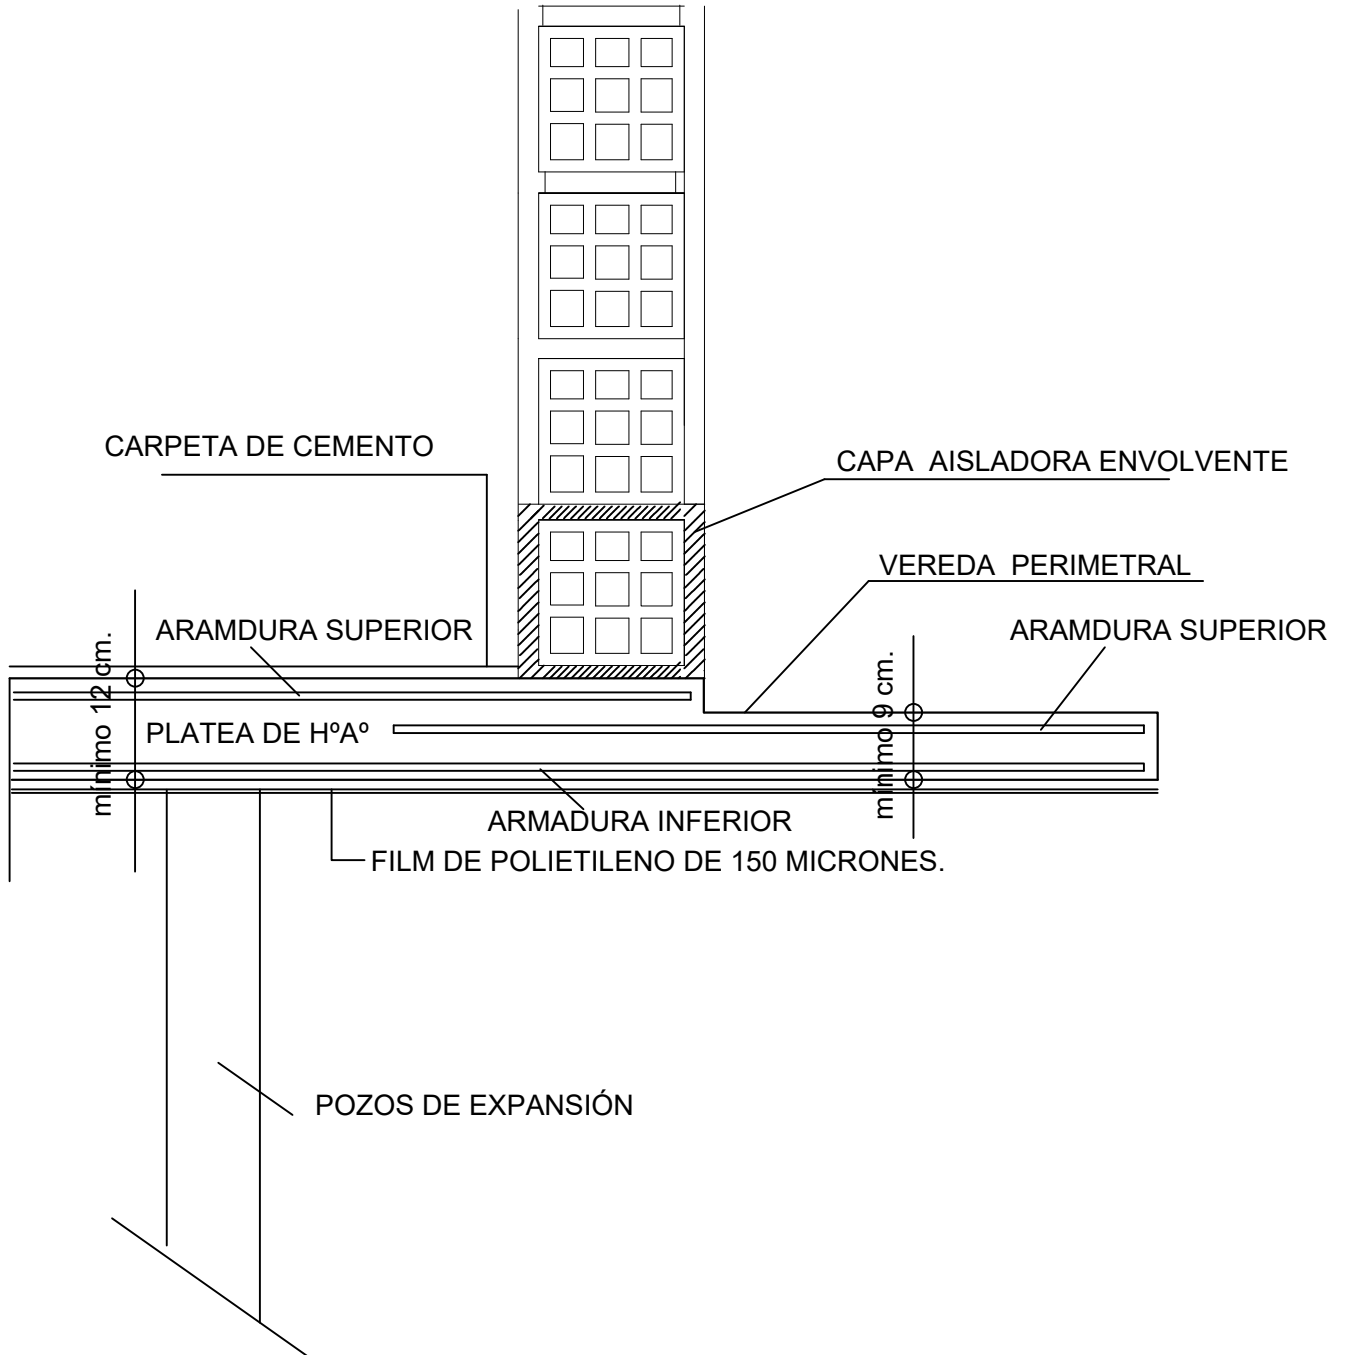 CARPETA DE CEMENTO
CAPA AISLADORA ENVOLVENTE
VEREDA PERIMETRAL
ARAMDURA SUPERIOR
ARAMDURA SUPERIOR
mínimo 12 cm.
mínimo 9 cm.
PLATEA DE HºAº
ARMADURA INFERIOR
FILM DE POLIETILENO DE 150 MICRONES.
POZOS DE EXPANSIÓN